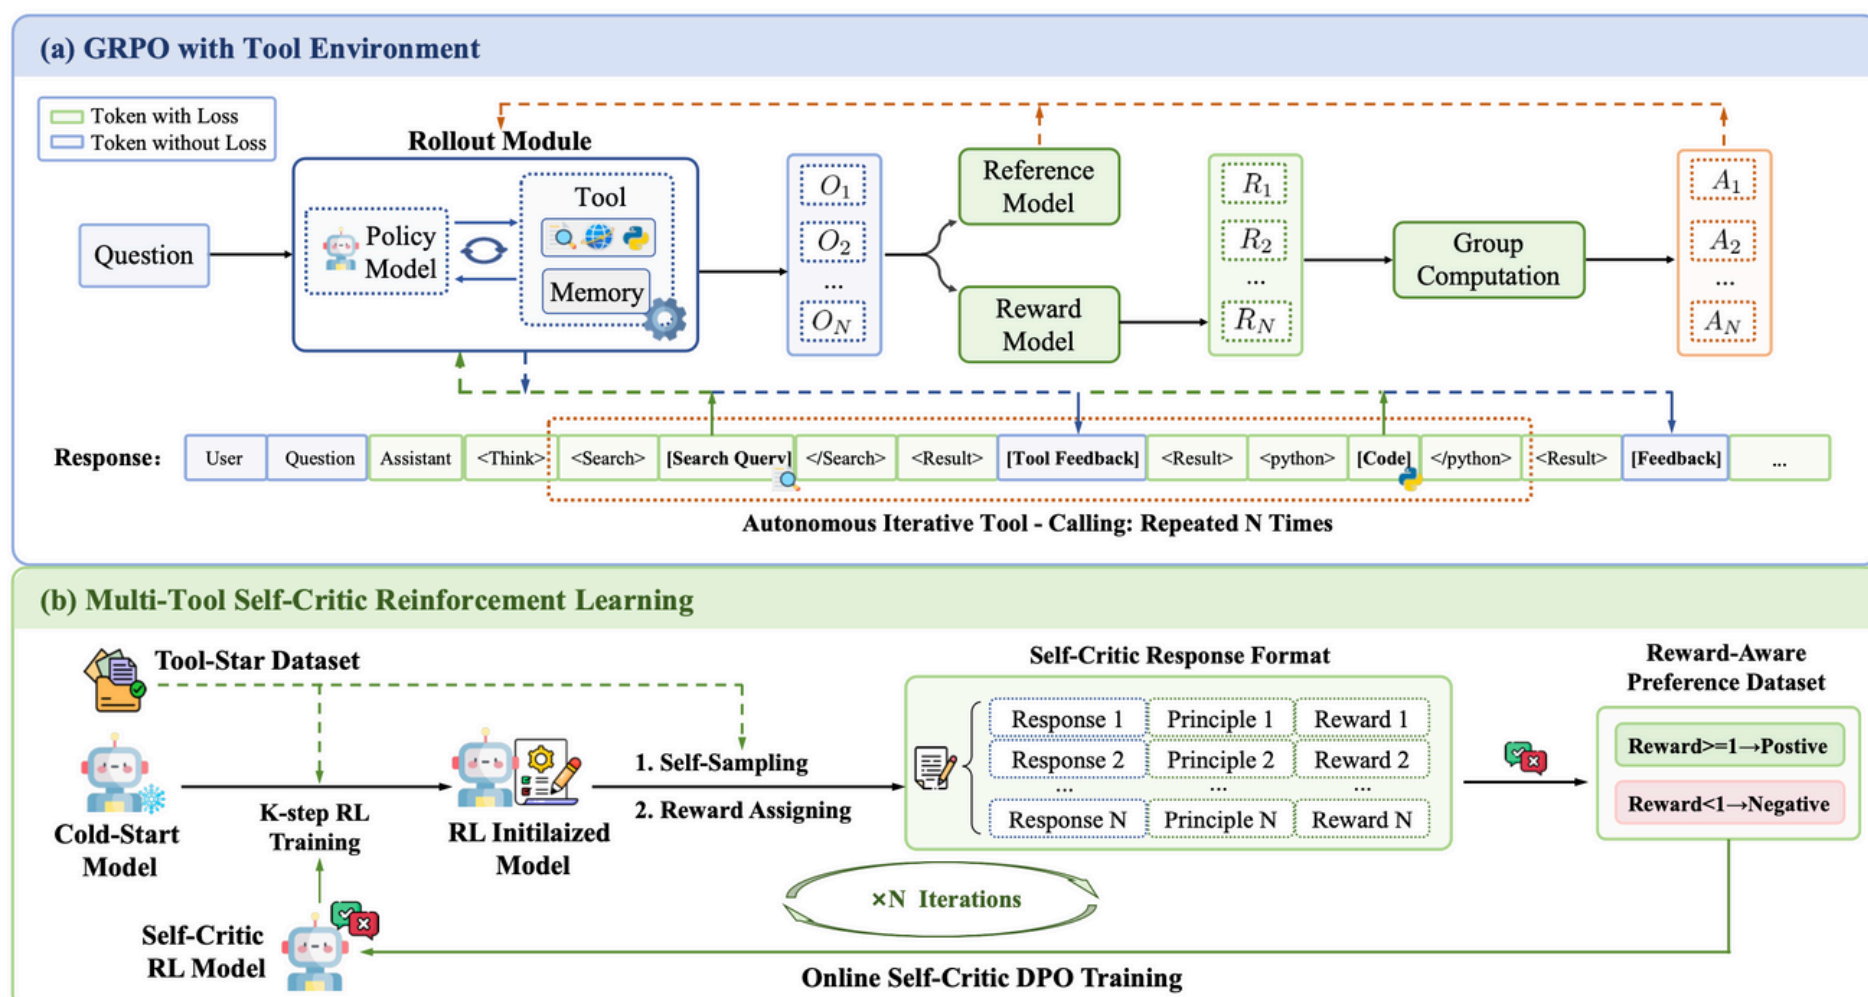 (a) GRPO with Tool Environment
Token with Loss
Token without Loss
Rollout Module
Question
Policy
Model
Tool
Memory
O1
O2
...
ON
Reference
Model
Reward
Model
R1
R2
...
RN
Group
Computation
A1
A2
...
AN
Response:
User
Question
Assistant
<Think>
<Search>
[Search Query]
</Search>
<Result>
[Tool Feedback]
<Result>
<python>
[Code]
</python>
<Result>
[Feedback]
...
Autonomous Iterative Tool - Calling: Repeated N Times
(b) Multi-Tool Self-Critic Reinforcement Learning
Tool-Star Dataset
Cold-Start
Model
K-step RL
Training
RL Initilaized
Model
1. Self-Sampling
2. Reward Assigning
Self-Critic Response Format
Response 1 Principle 1 Reward 1
Response 2 Principle 2 Reward 2
... ... ...
Response N Principle N Reward N
Reward-Aware
Preference Dataset
Reward>=1→Postive
Reward<1→Negative
×N Iterations
Self-Critic
RL Model
Online Self-Critic DPO Training